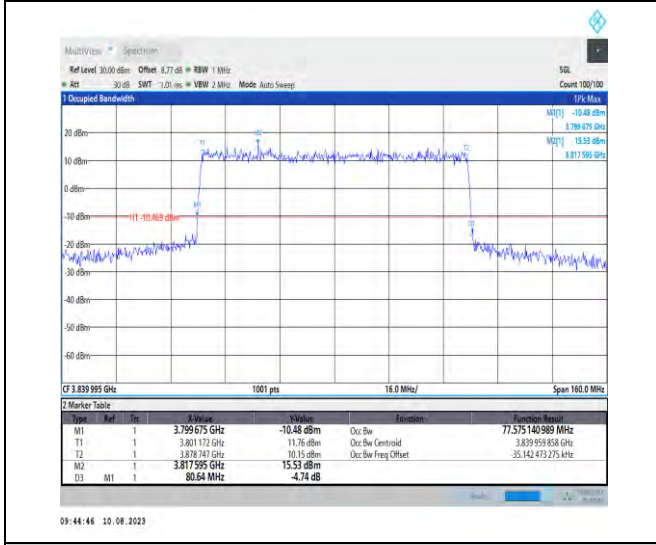 MultiView Spectrum
Ref Level 30.00 dBm Offset 8.77 dB RBW 1 MHz SGL
Att 30 dB SWT 1.01 ms VBW 2 MHz Mode Auto Sweep Count 100/100
1 Occupied Bandwidth 1Pk Max
M1[1] -10.48 dBm
3.799 675 GHz
M2[1] 15.53 dBm
3.817 595 GHz
20 dBm
M2
T1
T2
10 dBm
0 dBm
M1
-10 dBm
H1 -10.469 dBm
D3
-20 dBm
-30 dBm
-40 dBm
-50 dBm
-60 dBm
CF 3.839 995 GHz 1001 pts 16.0 MHz/ Span 160.0 MHz
2 Marker Table
Type Ref Trc X-Value Y-Value Function Function Result
M1 1 3.799 675 GHz -10.48 dBm Occ Bw 77.575 140 989 MHz
T1 1 3.801 172 GHz 11.76 dBm Occ Bw Centroid 3.839 959 858 GHz
T2 1 3.878 747 GHz 10.15 dBm Occ Bw Freq Offset -35.142 473 275 kHz
M2 1 3.817 595 GHz 15.53 dBm
D3 M1 1 80.64 MHz -4.74 dB
09:44:46 10.08.2023